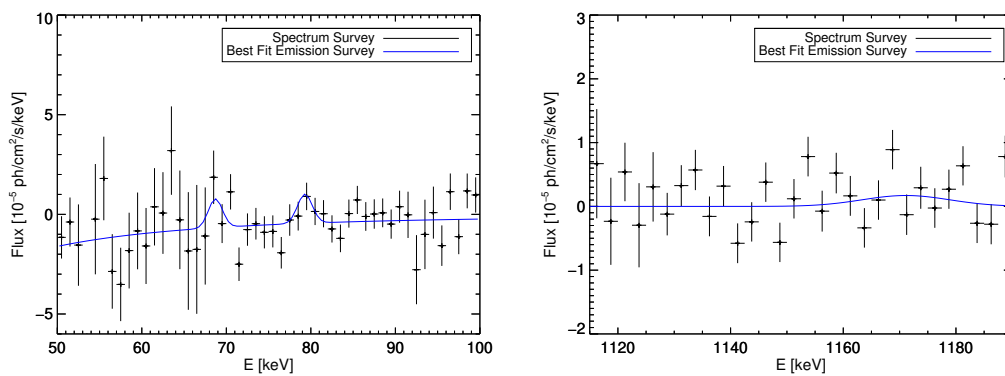 Spectrum Survey
Best Fit Emission Survey
Flux [10⁻⁵ ph/cm²/s/keV]
10
5
0
-5
50 60 70 80 90 100
E [keV]
Spectrum Survey
Best Fit Emission Survey
Flux [10⁻⁵ ph/cm²/s/keV]
3
2
1
0
-1
-2
1120 1140 1160 1180
E [keV]